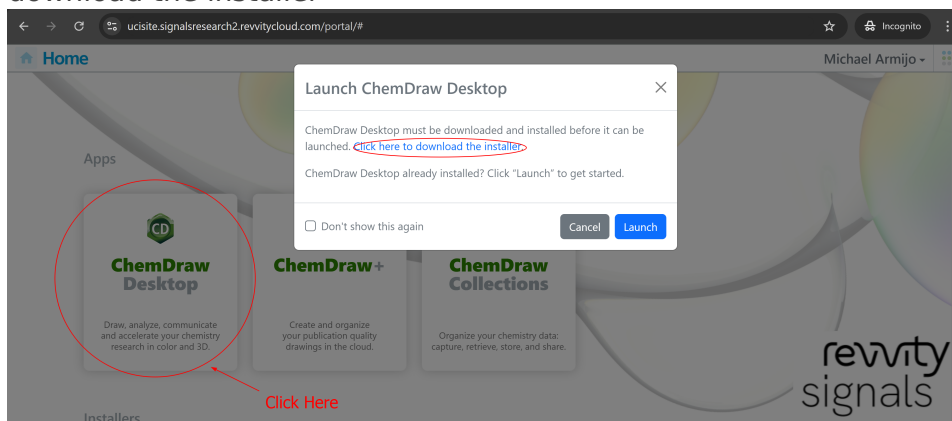 download the installer
ucisite.signalsresearch2.revvitycloud.com/portal/#
Incognito
Home
Michael Armijo
Launch ChemDraw Desktop
ChemDraw Desktop must be downloaded and installed before it can be
launched. Click here to download the installer.
ChemDraw Desktop already installed? Click "Launch" to get started.
Don't show this again
Cancel
Launch
Apps
CD
ChemDraw
Desktop
Draw, analyze, communicate
and accelerate your chemistry
research in color and 3D.
ChemDraw+
Create and organize
your publication quality
drawings in the cloud.
ChemDraw
Collections
Organize your chemistry data:
capture, retrieve, store, and share.
Click Here
revvity
signals
Installers